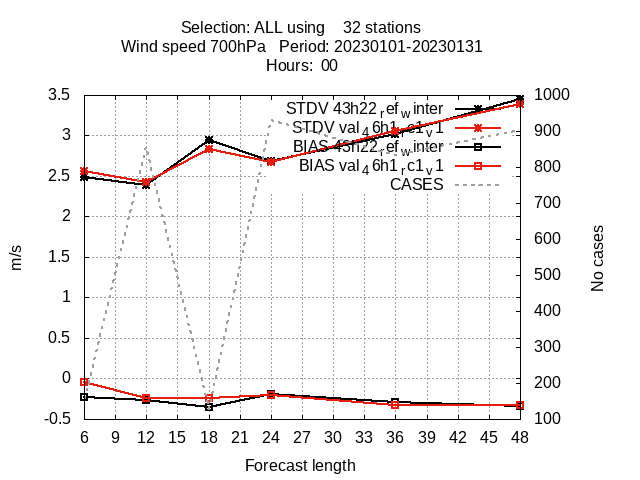 Selection: ALL using    32 stations
Wind speed 700hPa   Period: 20230101-20230131
Hours:  00
3.5
3
2.5
2
1.5
1
0.5
0
-0.5
m/s
STDV 43h22_ref_winter
STDV val_46h1_rc1_v1
BIAS 43h22_ref_winter
BIAS val_46h1_rc1_v1
CASES
1000
900
800
700
600
500
400
300
200
100
No cases
6 9 12 15 18 21 24 27 30 33 36 39 42 45 48
Forecast length